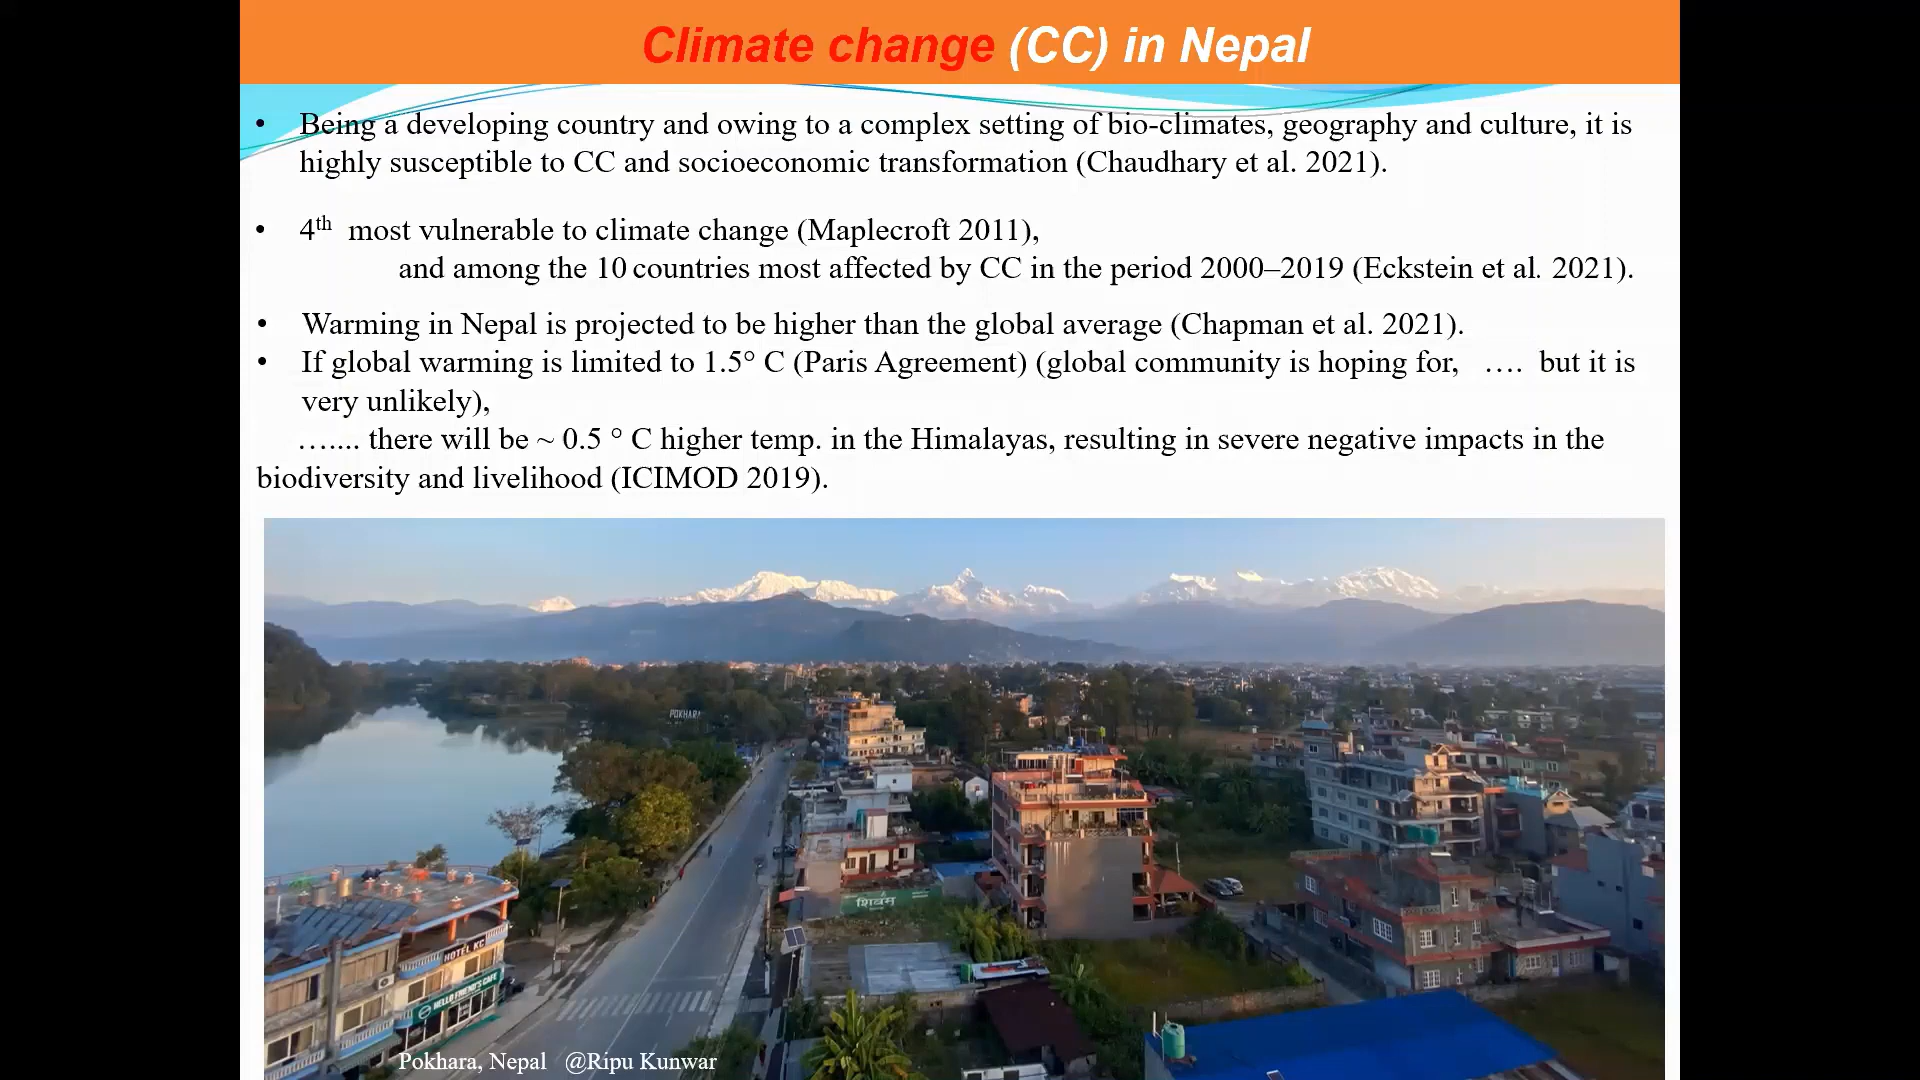 Climate change (CC) in Nepal
• Being a developing country and owing to a complex setting of bio-climates, geography and culture, it is
highly susceptible to CC and socioeconomic transformation (Chaudhary et al. 2021).
• 4th most vulnerable to climate change (Maplecroft 2011),
and among the 10 countries most affected by CC in the period 2000–2019 (Eckstein et al. 2021).
• Warming in Nepal is projected to be higher than the global average (Chapman et al. 2021).
• If global warming is limited to 1.5° C (Paris Agreement) (global community is hoping for, …. but it is
very unlikely),
….... there will be ~ 0.5 ° C higher temp. in the Himalayas, resulting in severe negative impacts in the
biodiversity and livelihood (ICIMOD 2019).
POKHARA
शिवम्
HOTEL KC
HELLO FRIEND'S CAFE
Pokhara, Nepal @Ripu Kunwar